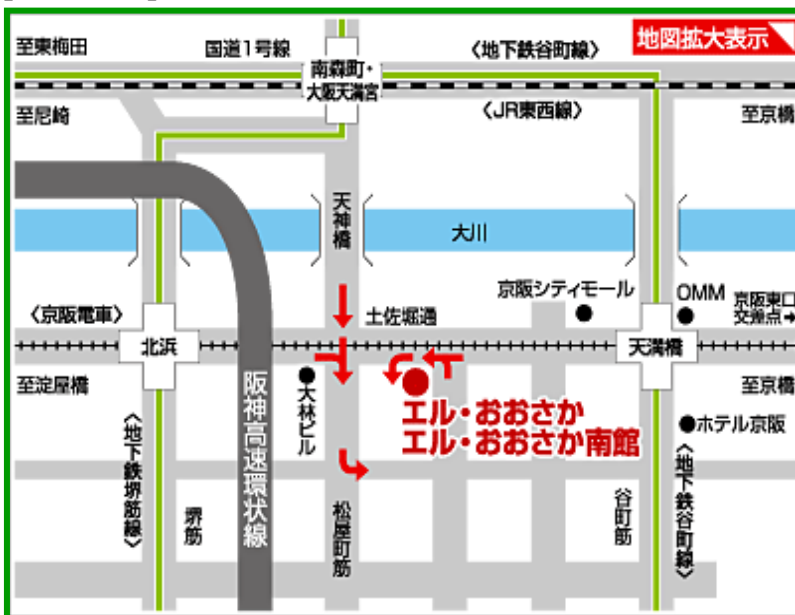 至東梅田
国道1号線
〈地下鉄谷町線〉
地図拡大表示
南森町・
大阪天満宮
至尼崎
〈JR東西線〉
至京橋
天神橋
大川
京阪シティモール
OMM
京阪東口
交差点→
〈京阪電車〉
土佐堀通
北浜
天満橋
至淀屋橋
大林ビル
至京橋
エル・おおさか
エル・おおさか南館
ホテル京阪
阪神高速環状線
〈地下鉄堺筋線〉
堺筋
松屋町筋
谷町筋
〈地下鉄谷町線〉